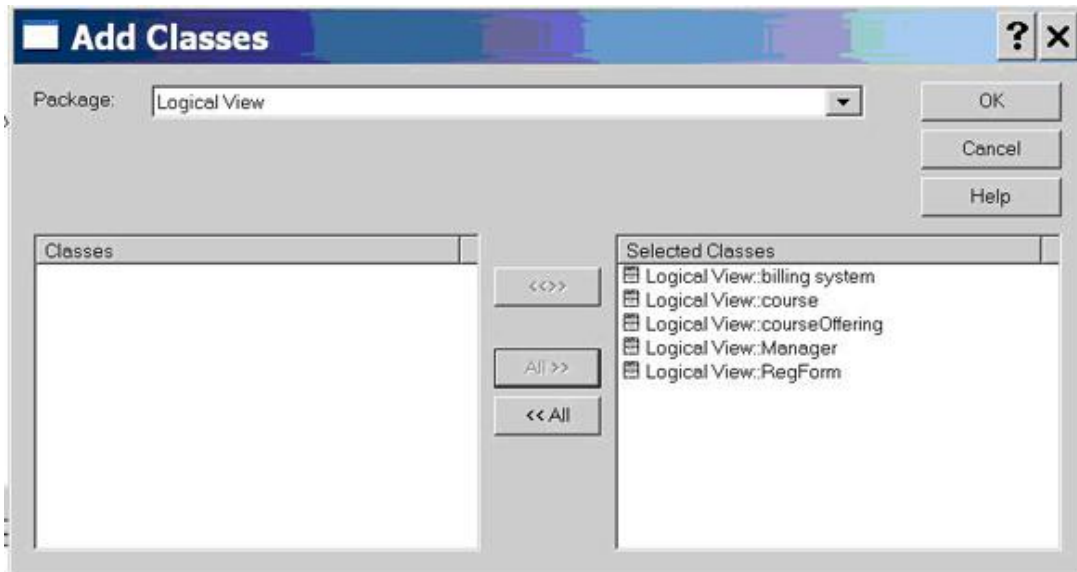 Add Classes
?
Package: Logical View
OK
Cancel
Help
Classes
Selected Classes
<<>>
All >>
<< All
Logical View::billing system
Logical View::course
Logical View::courseOffering
Logical View::Manager
Logical View::RegForm